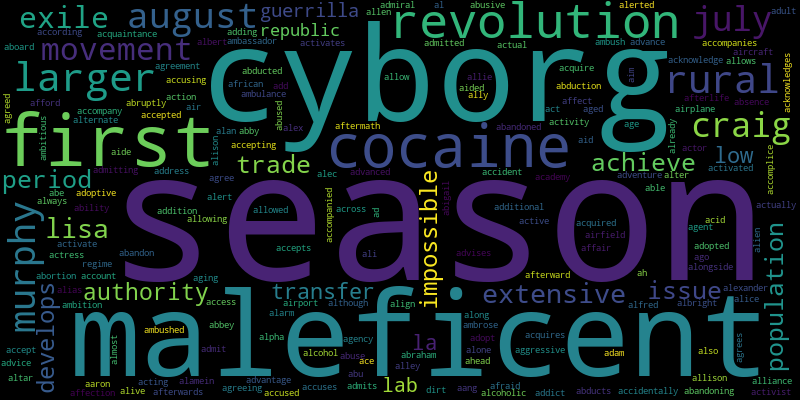 exile august guerrilla admiral al abusive alerted adult
allen revolution july
acquaintance adding republic admitted actual ambush advance accompanies
according albert ambassador activates allie acknowledge aircraft
movement
aboard agreement abducted allow acquire allows
larger cyborg rural
accusing african add aided ally abduction affect aged airplane afterlife absence
abruptly action air ambulance
afford accompany accepted alan abby alex aftermath abandoned act age actor craig
first cocaine
agreed ambitious alternate accepting activity aid already activated acknowledges
aide alison trade accident achieve low
period adoptive address agree alec advanced academy adventure alter accomplice
abe admitting alert aim able
always ability addition allowed accompanied across ad additional acquired acid actually
lisa allowing impossible abigail active agent
actress activate abandon accepts ali advises affair airfield adopted ago alien
murphy season
regime aging afterward ah alongside population
abortion account
alias authority access transfer although align extensive issue alexander
ambition airport along alfred albright alice
develops ambushed abbey alarm la ambrose acquires access
accept almost admit alpha agency abraham alone aggressive adam also agrees
maleficent
advice alcohol abuse alley ahead allison alliance
altar aaron acting advantage accuses abu ace lab adopt afraid abducts abandoning
affection alive afterwards alamein agreeing accused admits dirt aang alcoholic addict accidentally activist